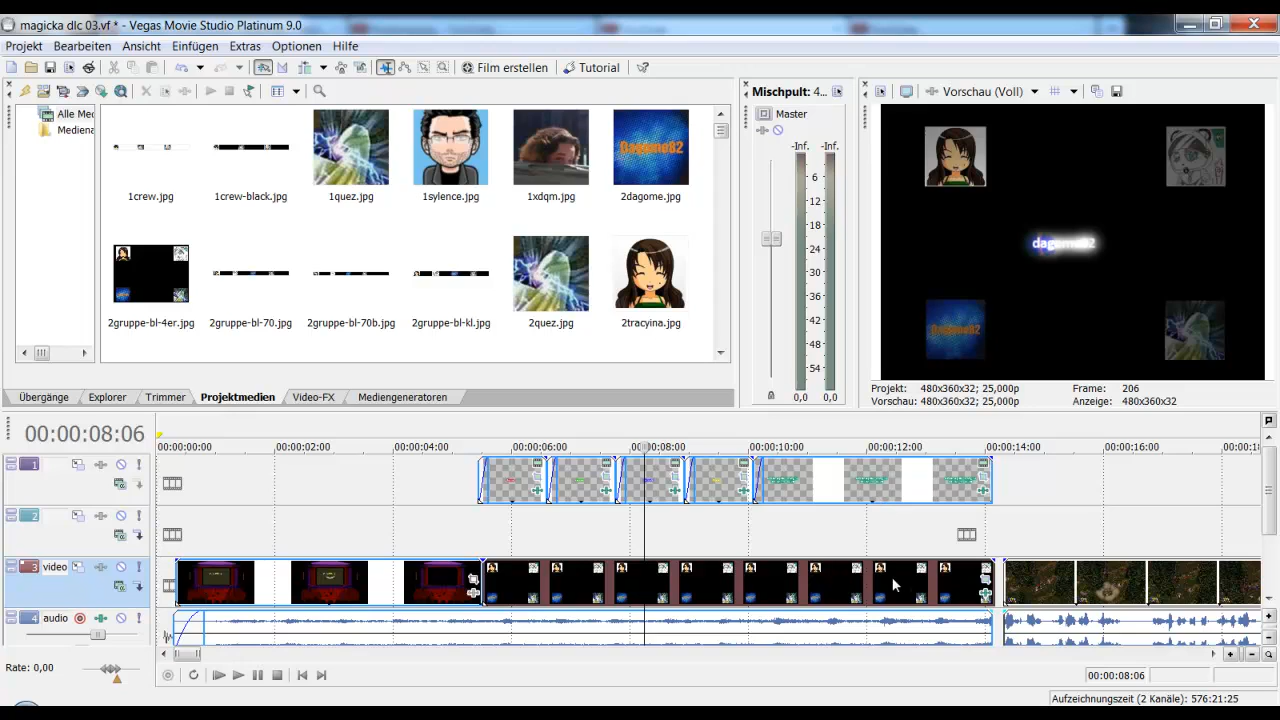 magicka dlc 03.vf * - Vegas Movie Studio Platinum 9.0
Projekt Bearbeiten Ansicht Einfügen Extras Optionen Hilfe
Film erstellen Tutorial
Alle Med
Mediena
1crew.jpg 1crew-black.jpg 1quez.jpg 1sylence.jpg 1xdqm.jpg 2dagome.jpg
Dagome82
2gruppe-bl-4er.jpg 2gruppe-bl-70.jpg 2gruppe-bl-70b.jpg 2gruppe-bl-kl.jpg 2quez.jpg 2tracyina.jpg
Übergänge Explorer Trimmer Projektmedien Video-FX Mediengeneratoren
Mischpult: 4...
Master
-Inf. -Inf.
6
12
18
24
30
36
42
48
54
0,0 0,0
Vorschau (Voll)
dagome82
Dagome82
Projekt: 480x360x32; 25,000p Frame: 206
Vorschau: 480x360x32; 25,000p Anzeige: 480x360x32
00:00:08:06
00:00:00:00 00:00:02:00 00:00:04:00 00:00:06:00 00:00:08:00 00:00:10:00 00:00:12:00 00:00:14:00 00:00:16:00 00:00:18
1
2
3 video
4 audio
Rate: 0,00
00:00:08:06
Aufzeichnungszeit (2 Kanäle): 576:21:25